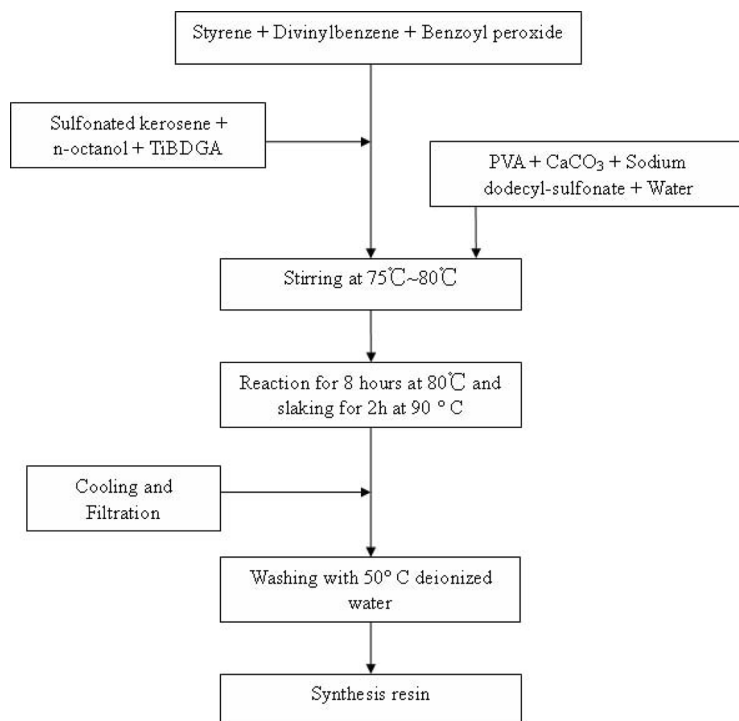 Styrene + Divinylbenzene + Benzoyl peroxide
Sulfonated kerosene +
n-octanol + TiBDGA
PVA + CaCO₃ + Sodium
dodecyl-sulfonate + Water
Stirring at 75℃~80℃
Reaction for 8 hours at 80℃ and
slaking for 2h at 90 ° C
Cooling and
Filtration
Washing with 50° C deionized
water
Synthesis resin